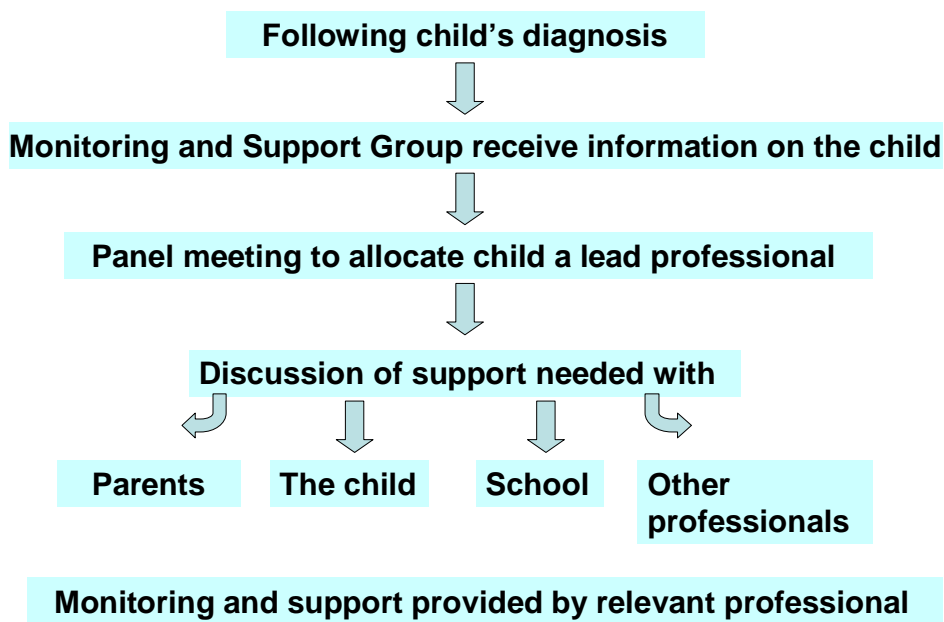 Following child’s diagnosis
Monitoring and Support Group receive information on the child
Panel meeting to allocate child a lead professional
Discussion of support needed with
Parents
The child
School
Other
professionals
Monitoring and support provided by relevant professional